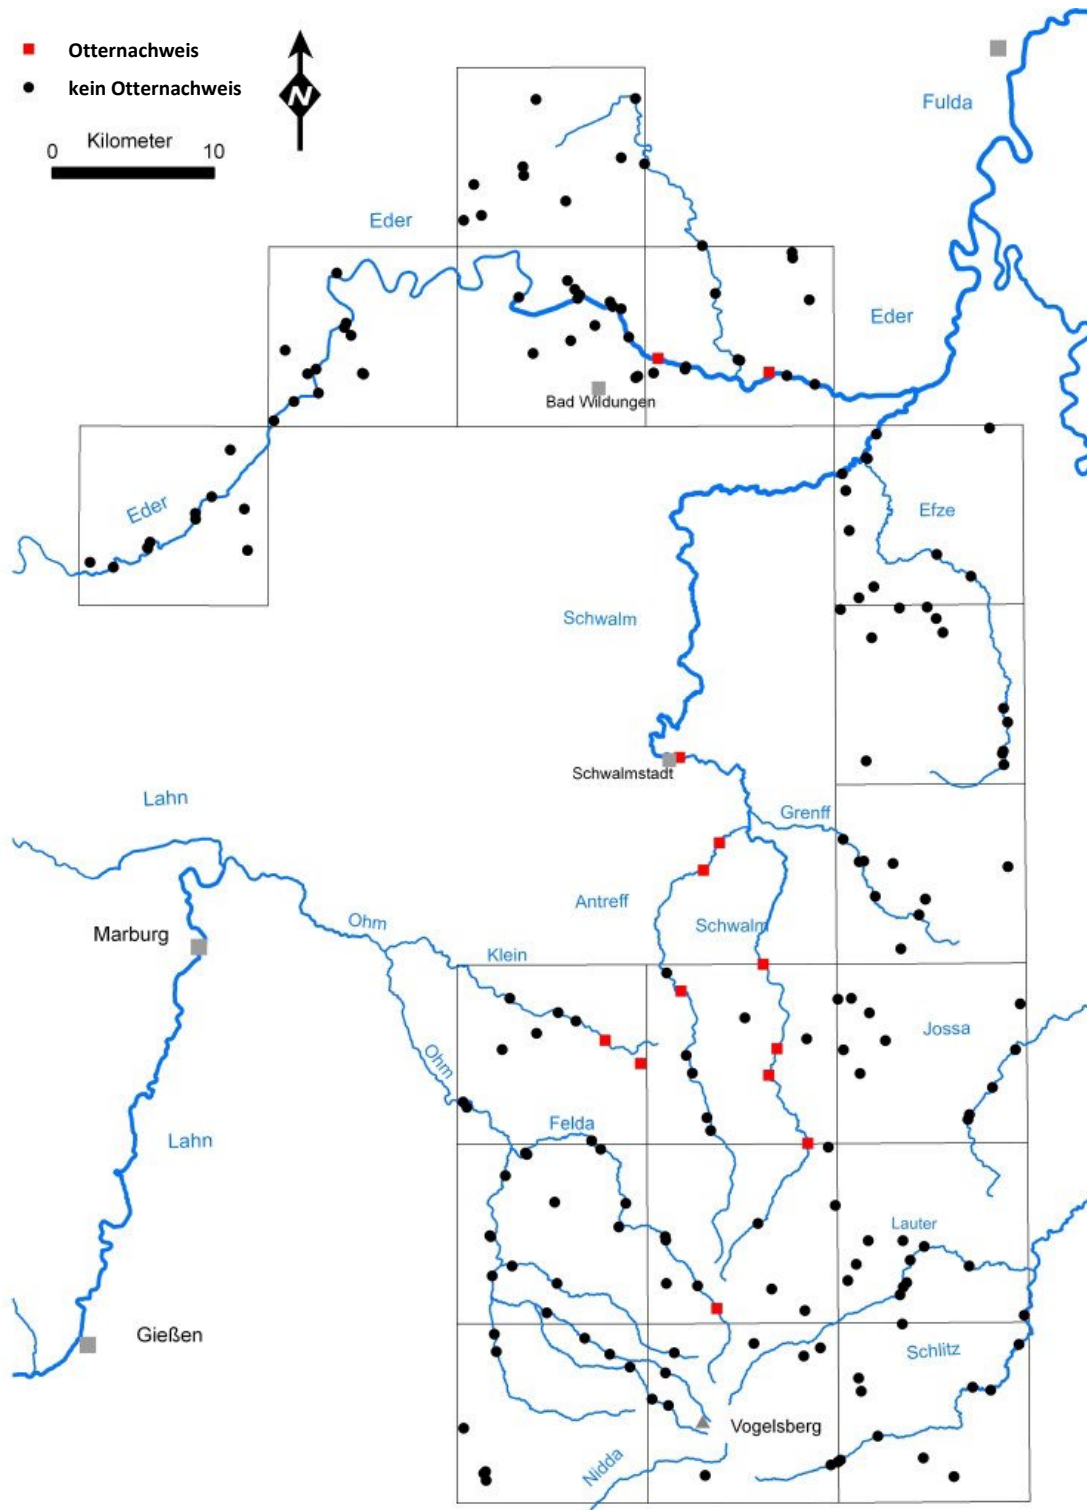 Otternachweis
kein Otternachweis
N
Kilometer
0 10
Fulda
Eder
Eder
Bad Wildungen
Eder
Efze
Schwalm
Schwalmstadt
Lahn
Grenff
Antreff
Schwalm
Ohm
Marburg
Klein
Jossa
Ohm
Felda
Lahn
Lauter
Gießen
Schlitz
Vogelsberg
Nidda